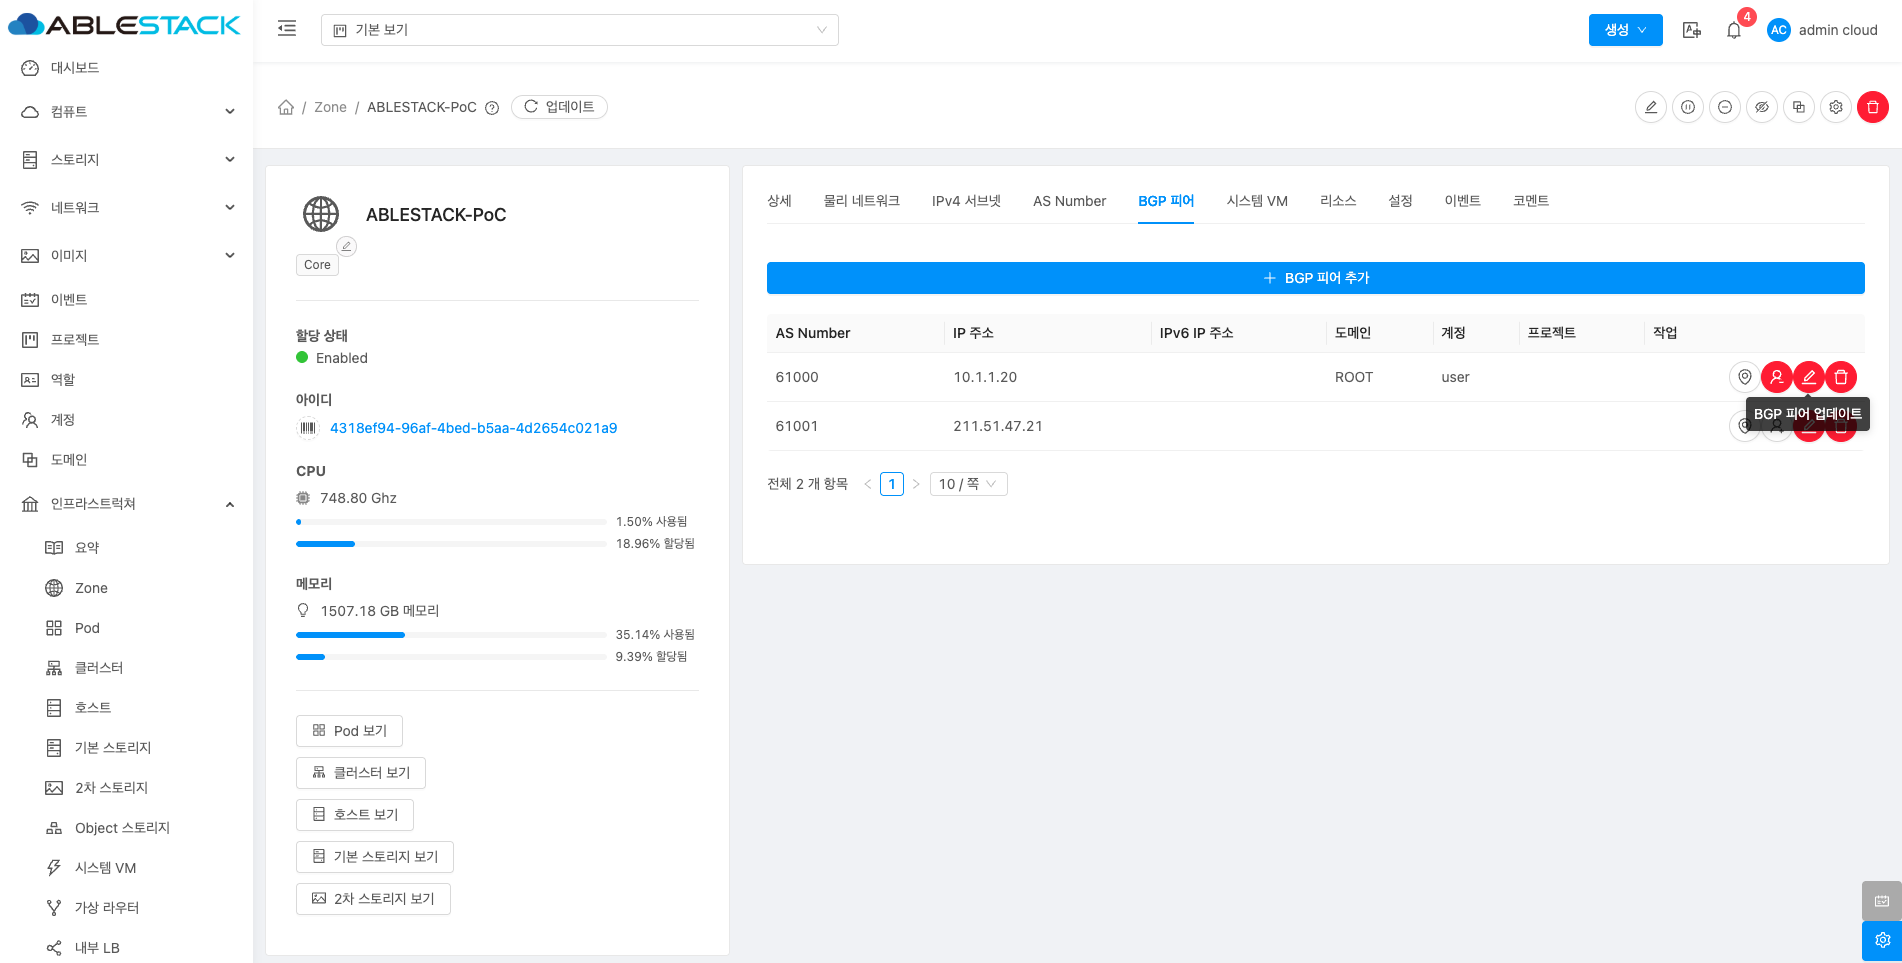 ABLESTACK
기본 보기
생성
4
AC
admin cloud
대시보드
컴퓨트
스토리지
네트워크
이미지
이벤트
프로젝트
역할
계정
도메인
인프라스트럭쳐
요약
Zone
Pod
클러스터
호스트
기본 스토리지
2차 스토리지
Object 스토리지
시스템 VM
가상 라우터
내부 LB
/ Zone / ABLESTACK-PoC
업데이트
ABLESTACK-PoC
Core
할당 상태
Enabled
아이디
4318ef94-96af-4bed-b5aa-4d2654c021a9
CPU
748.80 Ghz
1.50% 사용됨
18.96% 할당됨
메모리
1507.18 GB 메모리
35.14% 사용됨
9.39% 할당됨
Pod 보기
클러스터 보기
호스트 보기
기본 스토리지 보기
2차 스토리지 보기
상세 물리 네트워크 IPv4 서브넷 AS Number BGP 피어 시스템 VM 리소스 설정 이벤트 코멘트
BGP 피어 추가
AS Number IP 주소 IPv6 IP 주소 도메인 계정 프로젝트 작업
61000 10.1.1.20 ROOT user
BGP 피어 업데이트
61001 211.51.47.21
전체 2 개 항목 1 10 / 쪽